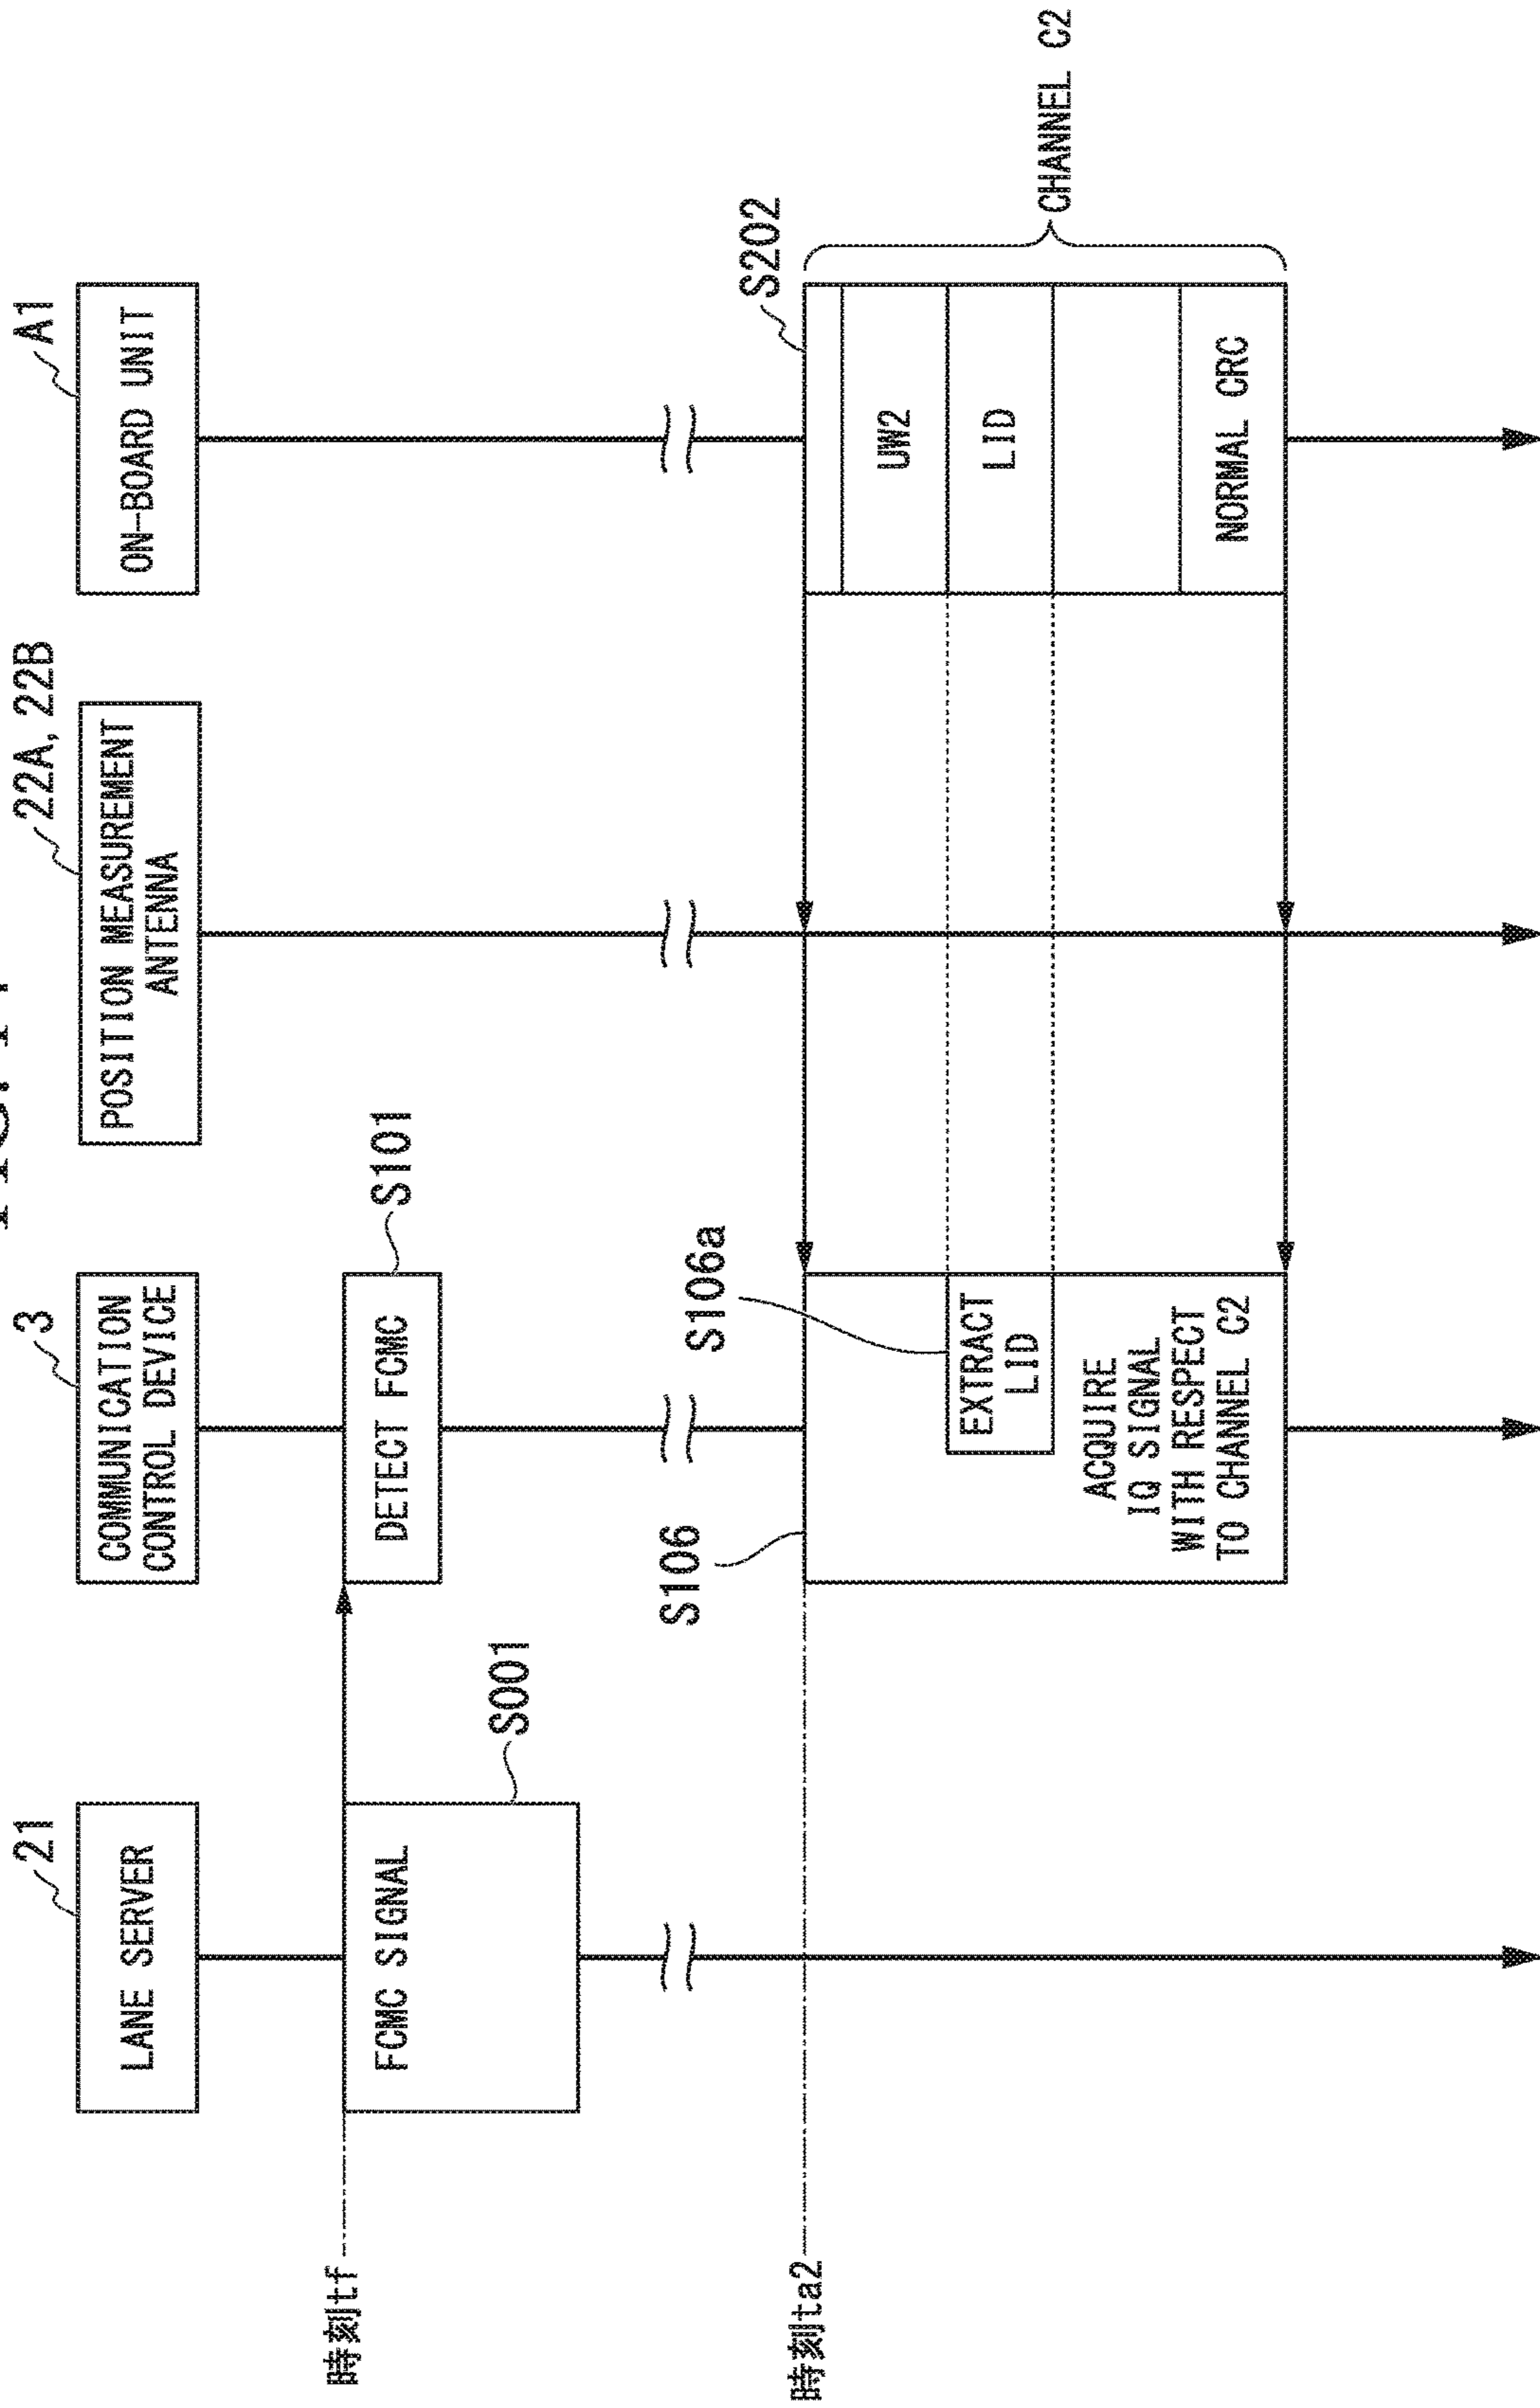 21
3
22A, 22B
A1
LANE SERVER
COMMUNICATION
CONTROL DEVICE
POSITION MEASUREMENT
ANTENNA
ON-BOARD UNIT
時刻tf
FCMC SIGNAL
S001
DETECT FCMC
S101
時刻ta2
S106
S106a
EXTRACT
LID
ACQUIRE
IQ SIGNAL
WITH RESPECT
TO CHANNEL C2
S202
UW2
LID
NORMAL CRC
CHANNEL C2